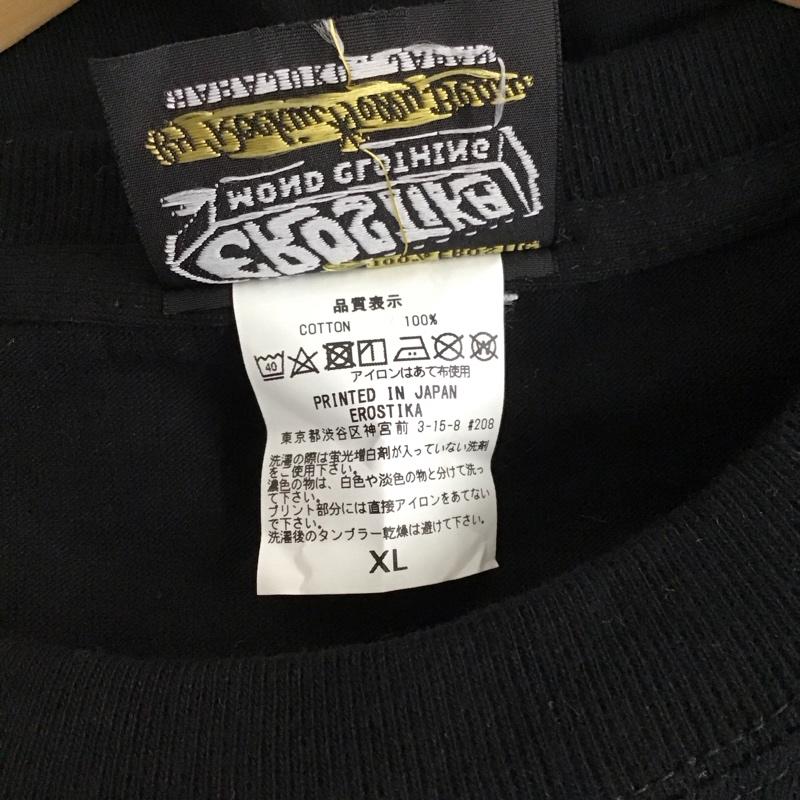 EROSTIKA
MOND CLOTHING
品質表示
COTTON 100%
40
アイロンはあて布使用
PRINTED IN JAPAN
EROSTIKA
東京都渋谷区神宮前 3-15-8 #208
洗濯の際は蛍光増白剤が入っていない洗剤
をご使用下さい。
濃色の物は、白色や淡色の物と分けて洗っ
て下さい。
プリント部分には直接アイロンをあてない
で下さい。
洗濯後のタンブラー乾燥は避けて下さい。
XL